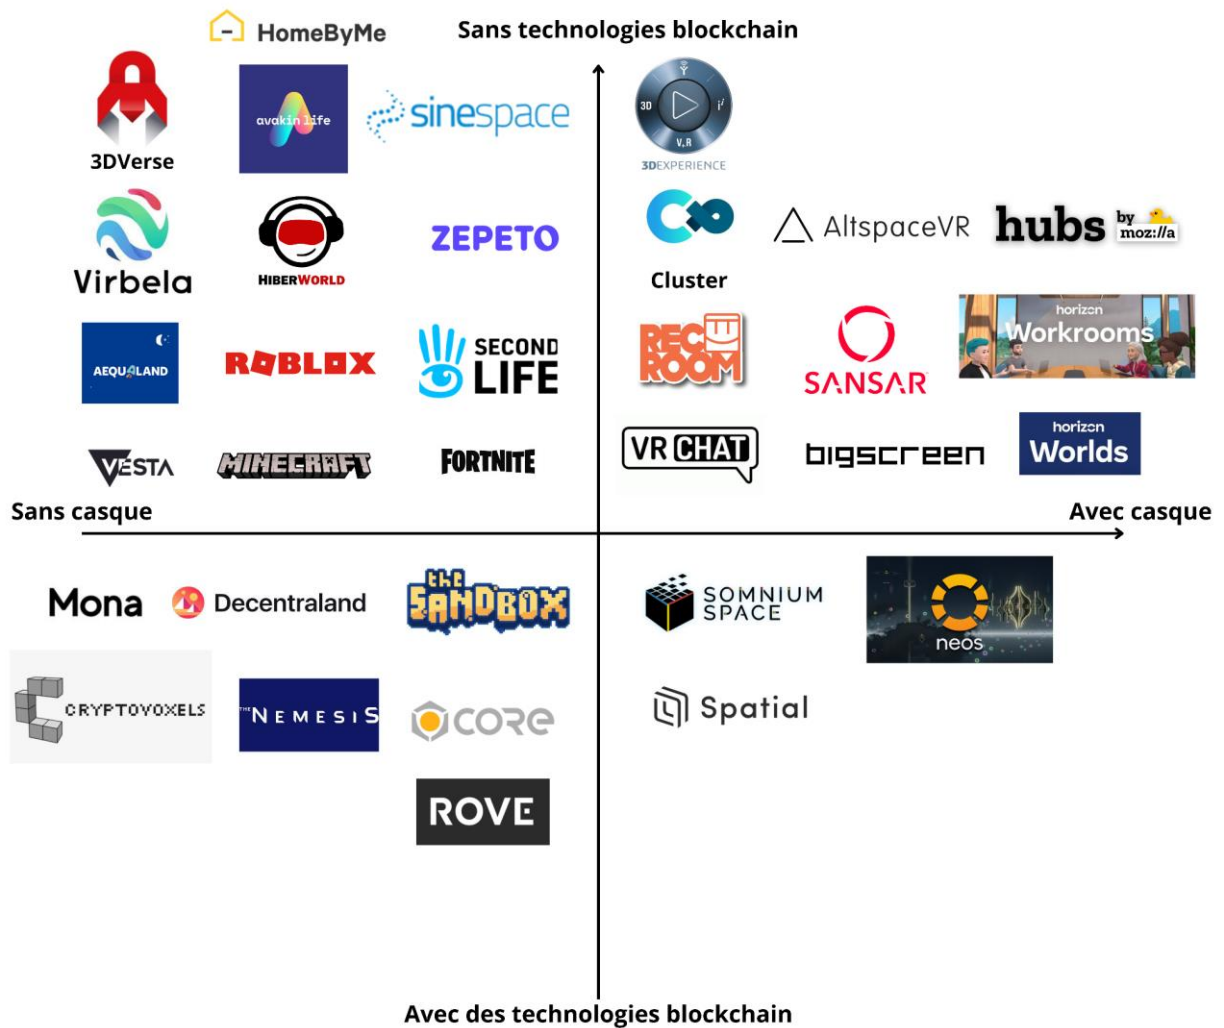 HomeByMe
Sans technologies blockchain
3DVerse
avakin life
sinespace
3D
V,R
i
3DEXPERIENCE
Virbela
HIBERWORLD
ZEPETO
Cluster
AltspaceVR
hubs by
moz://a
AEQUALAND
ROBLOX
SECOND
LIFE
REC
ROOM
SANSAR
horizon
Workrooms
VESTA
MINECRAFT
FORTNITE
VR CHAT
bigscreen
horizon
Worlds
Sans casque
Avec casque
Mona
Decentraland
the
SANDBOX
SOMNIUM
SPACE
neos
CRYPTOVOXELS
THE NEMESIS
CORE
Spatial
ROVE
Avec des technologies blockchain